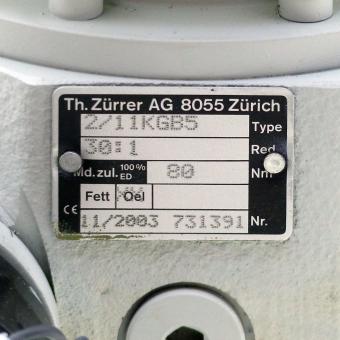 Th. Zürrer AG 8055 Zürich
2/11KGB5 Type
30:1 Red.
Md. zul. 100% ED 80 Nm
Fett Oel
CE 11/2003 731391 Nr.